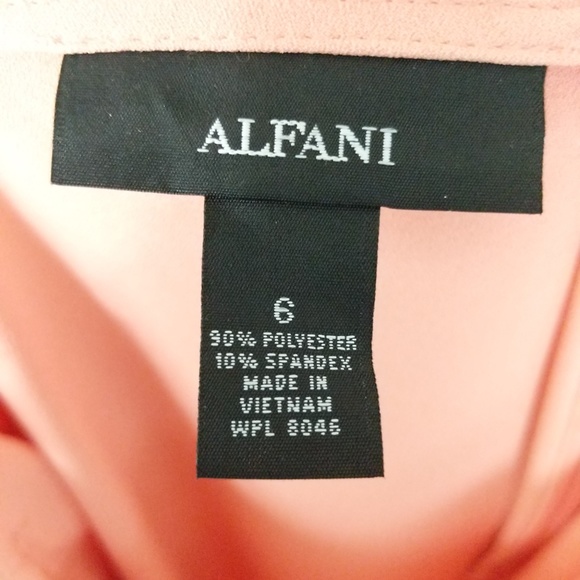 ALFANI
6
90% POLYESTER
10% SPANDEX
MADE IN
VIETNAM
WPL 8046